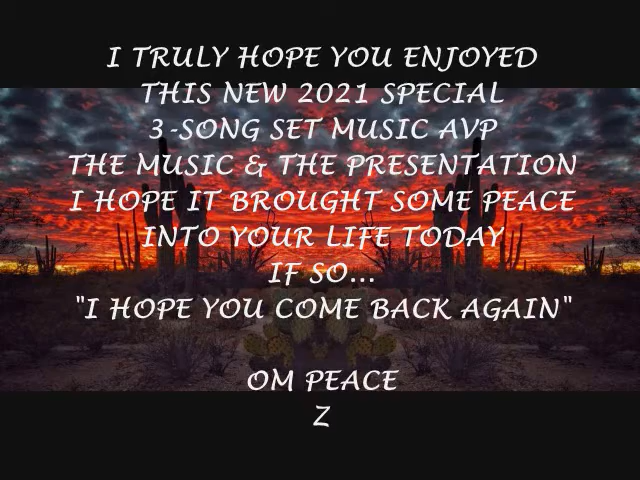 I TRULY HOPE YOU ENJOYED
THIS NEW 2021 SPECIAL
3-SONG SET MUSIC AVP
THE MUSIC & THE PRESENTATION
I HOPE IT BROUGHT SOME PEACE
INTO YOUR LIFE TODAY
IF SO...
"I HOPE YOU COME BACK AGAIN"
OM PEACE
Z